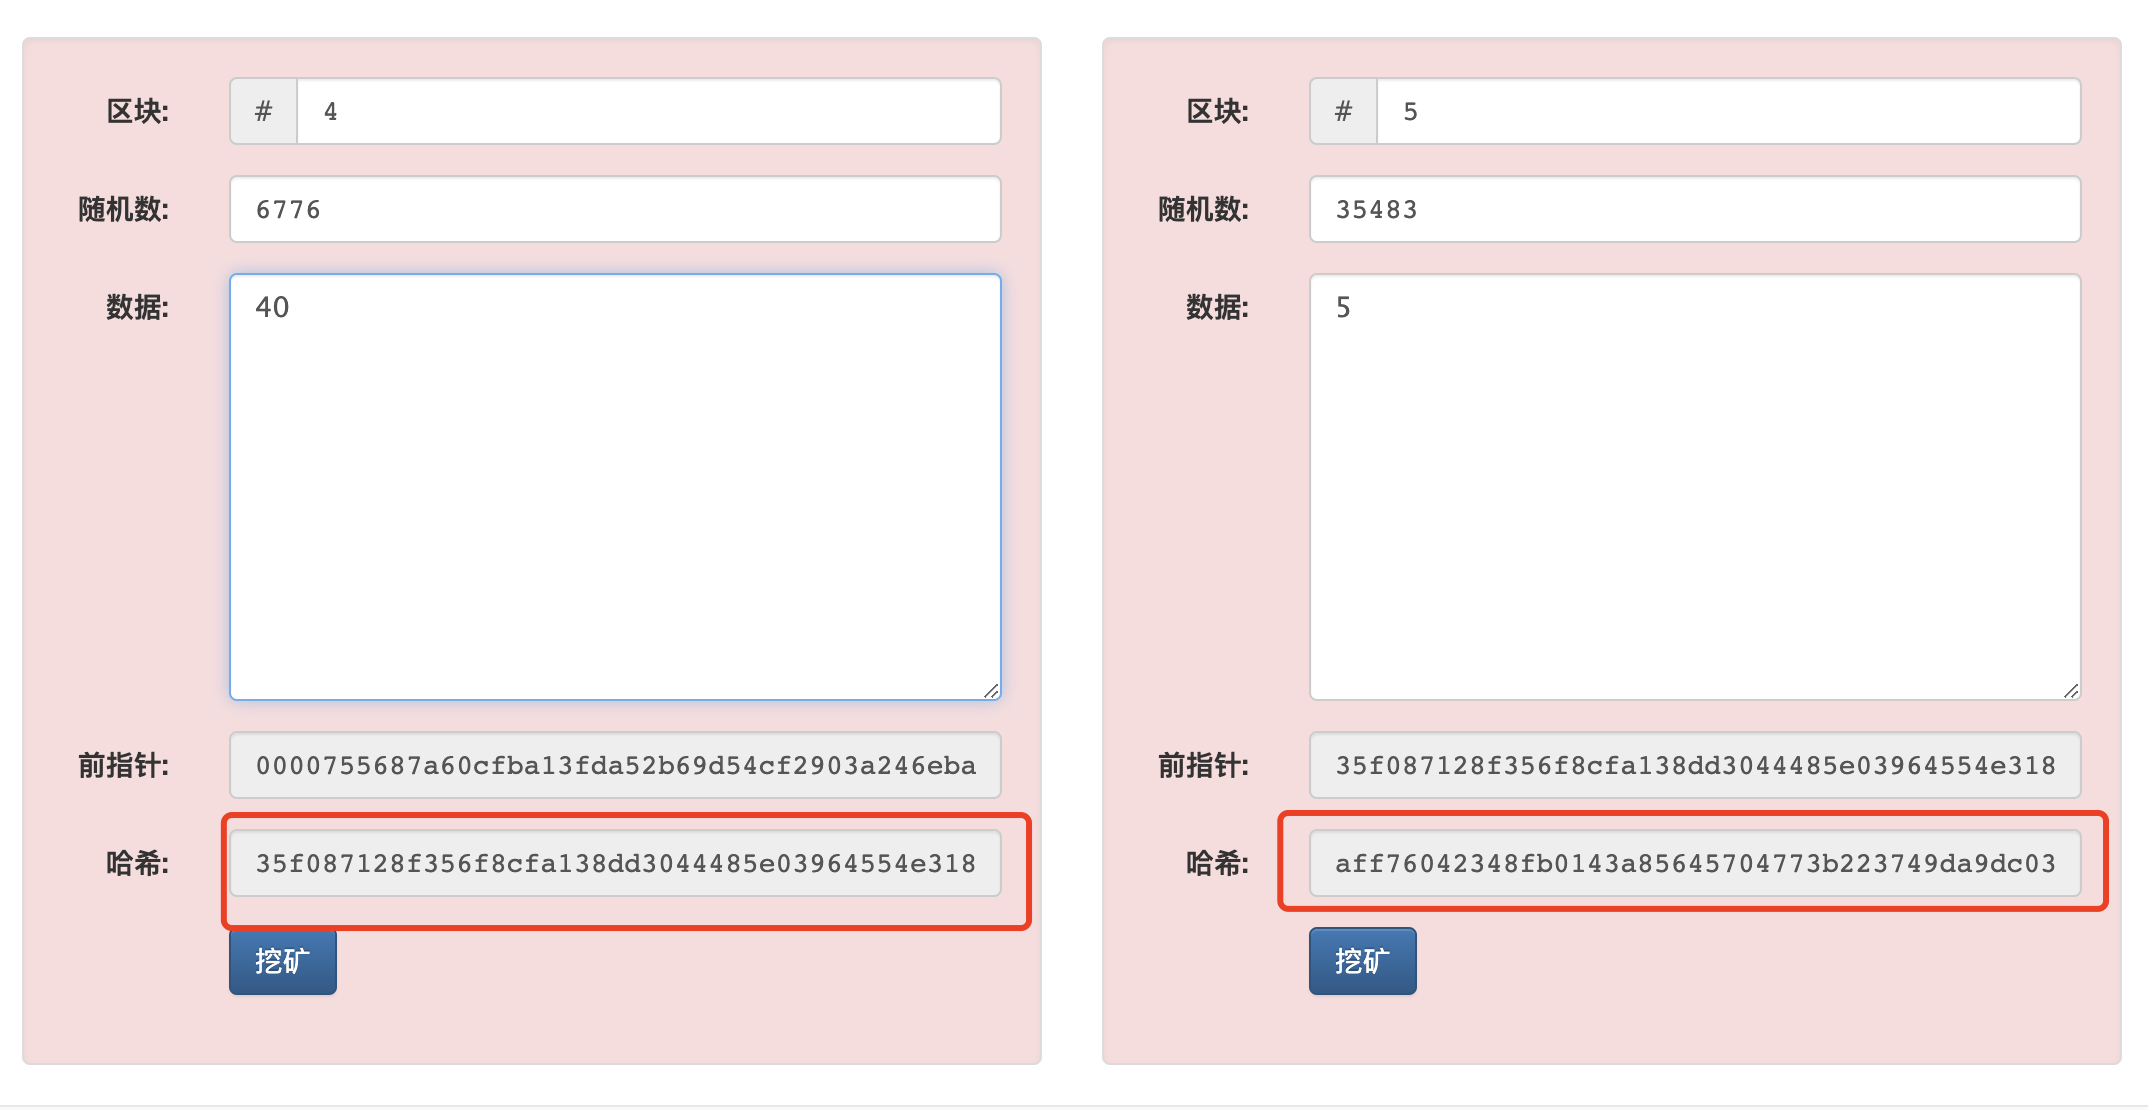 区块: # 4
随机数: 6776
数据: 40
前指针: 0000755687a60cfba13fda52b69d54cf2903a246eba
哈希: 35f087128f356f8cfa138dd3044485e03964554e318
挖矿
区块: # 5
随机数: 35483
数据: 5
前指针: 35f087128f356f8cfa138dd3044485e03964554e318
哈希: aff76042348fb0143a85645704773b223749da9dc03
挖矿